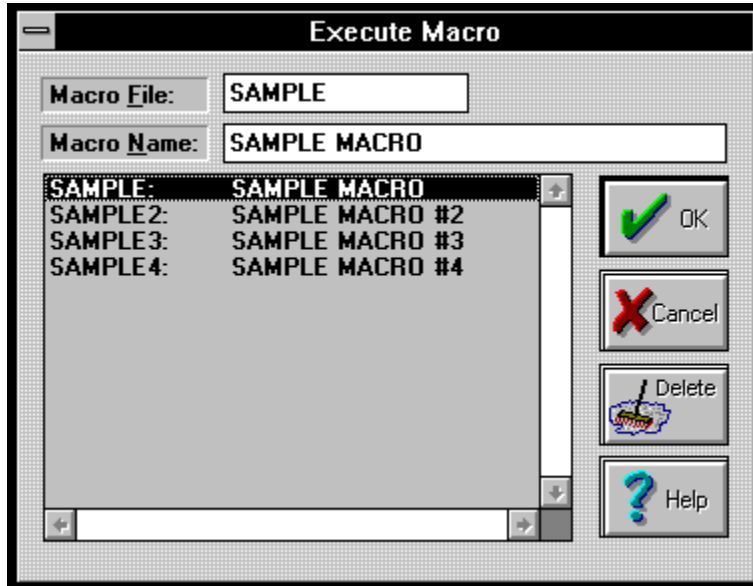 Execute Macro
Macro File: SAMPLE
Macro Name: SAMPLE MACRO
SAMPLE: SAMPLE MACRO
SAMPLE2: SAMPLE MACRO #2
SAMPLE3: SAMPLE MACRO #3
SAMPLE4: SAMPLE MACRO #4
OK
Cancel
Delete
Help